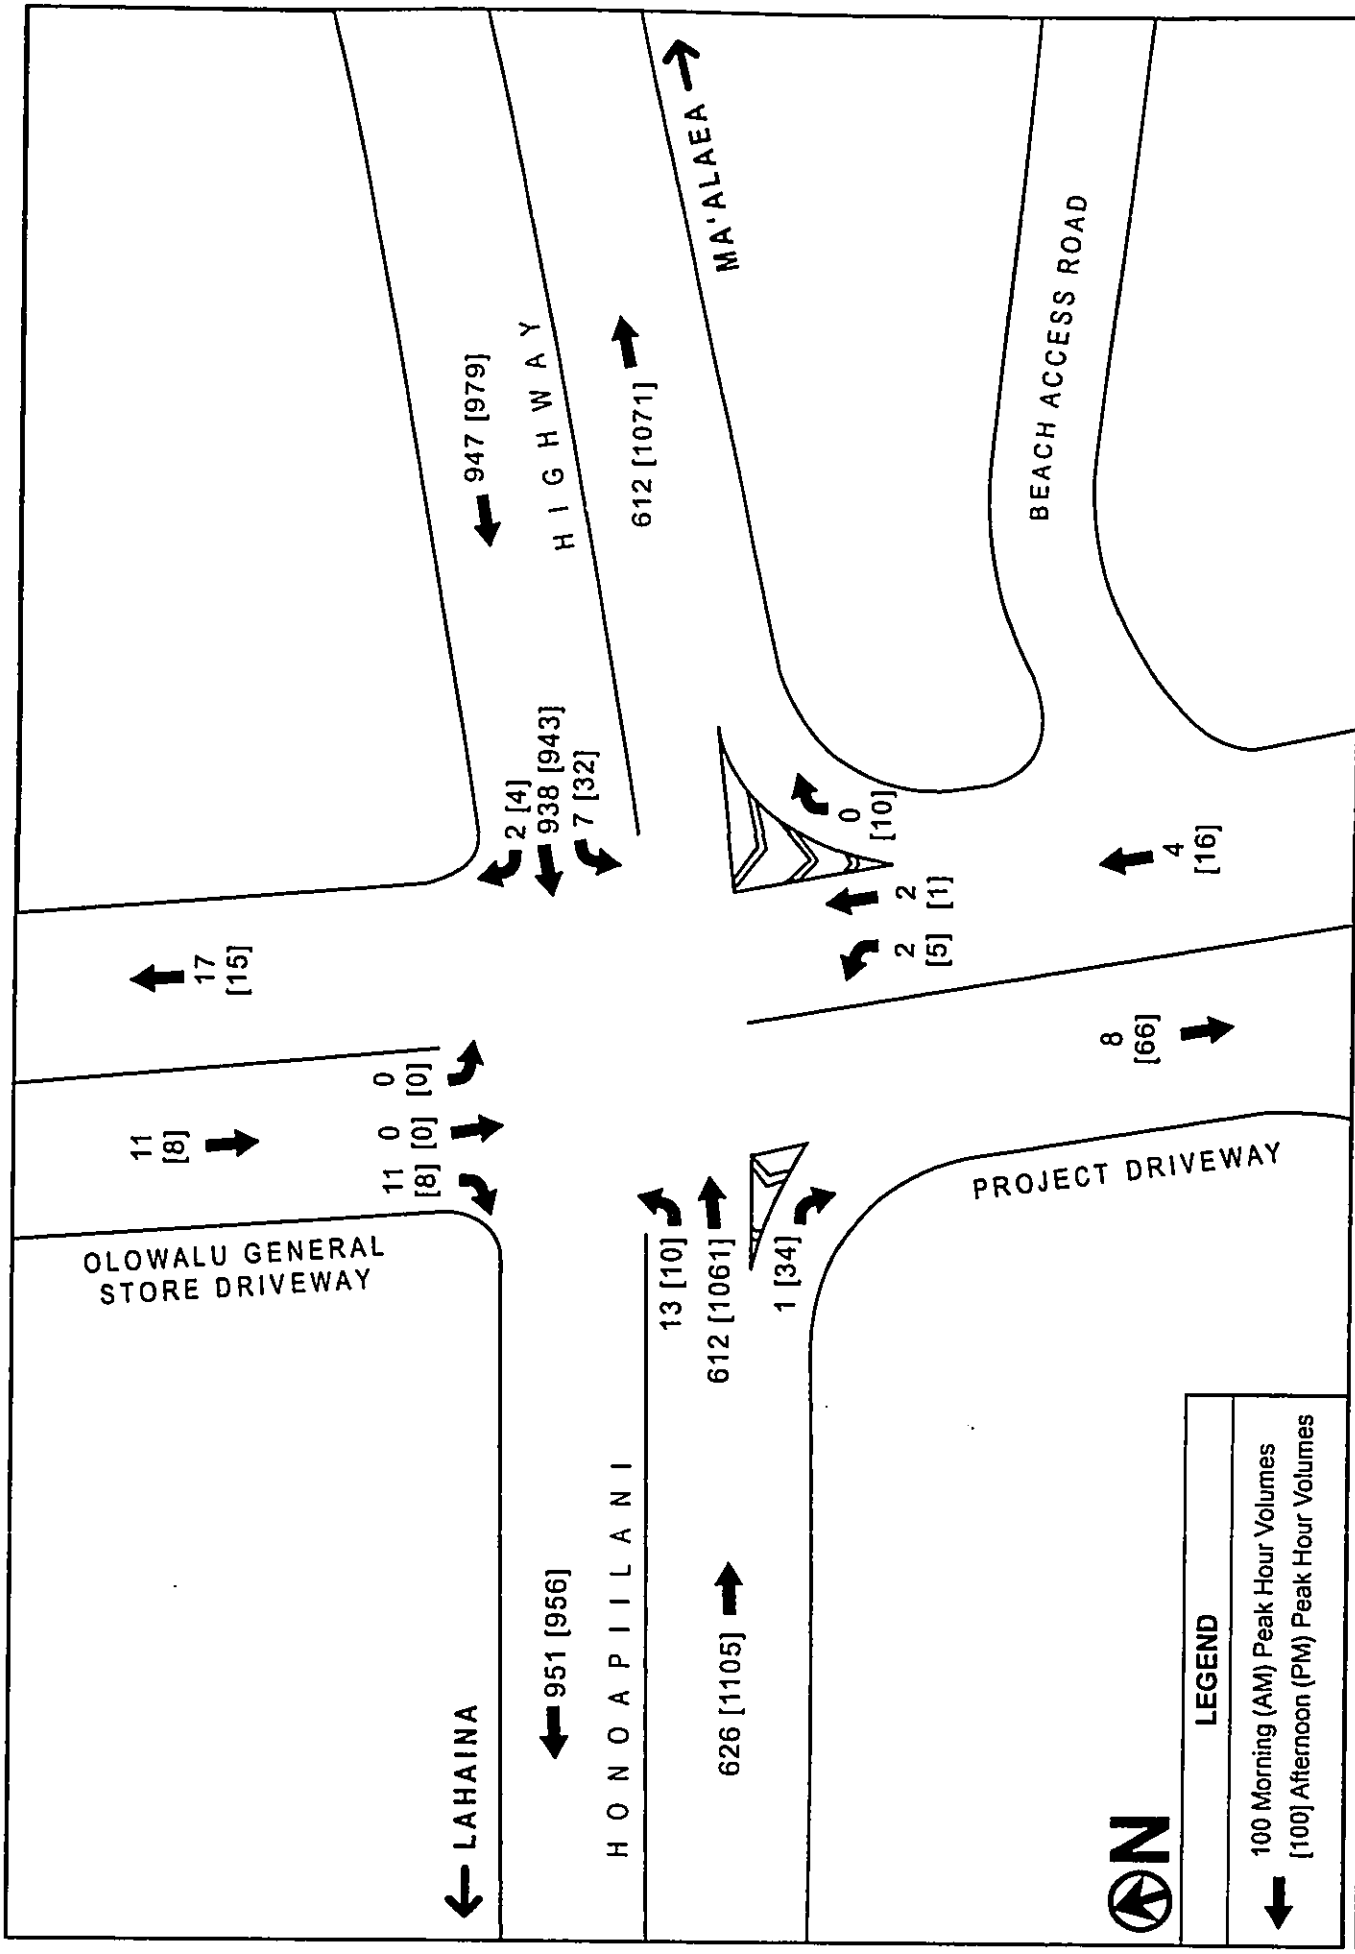 ← LAHAINA
MA'ALAEA →
OLOWALU GENERAL
STORE DRIVEWAY
11
[8]
17
[15]
11
[8]
0
[0]
0
[0]
2 [4]
938 [943]
7 [32]
947 [979]
HIGHWAY
612 [1071]
951 [956]
HONOAPIILANI
626 [1105]
13 [10]
612 [1061]
1 [34]
2
[5]
2
[1]
0
[10]
8
[66]
4
[16]
PROJECT DRIVEWAY
BEACH ACCESS ROAD
N
LEGEND
100 Morning (AM) Peak Hour Volumes
[100] Afternoon (PM) Peak Hour Volumes